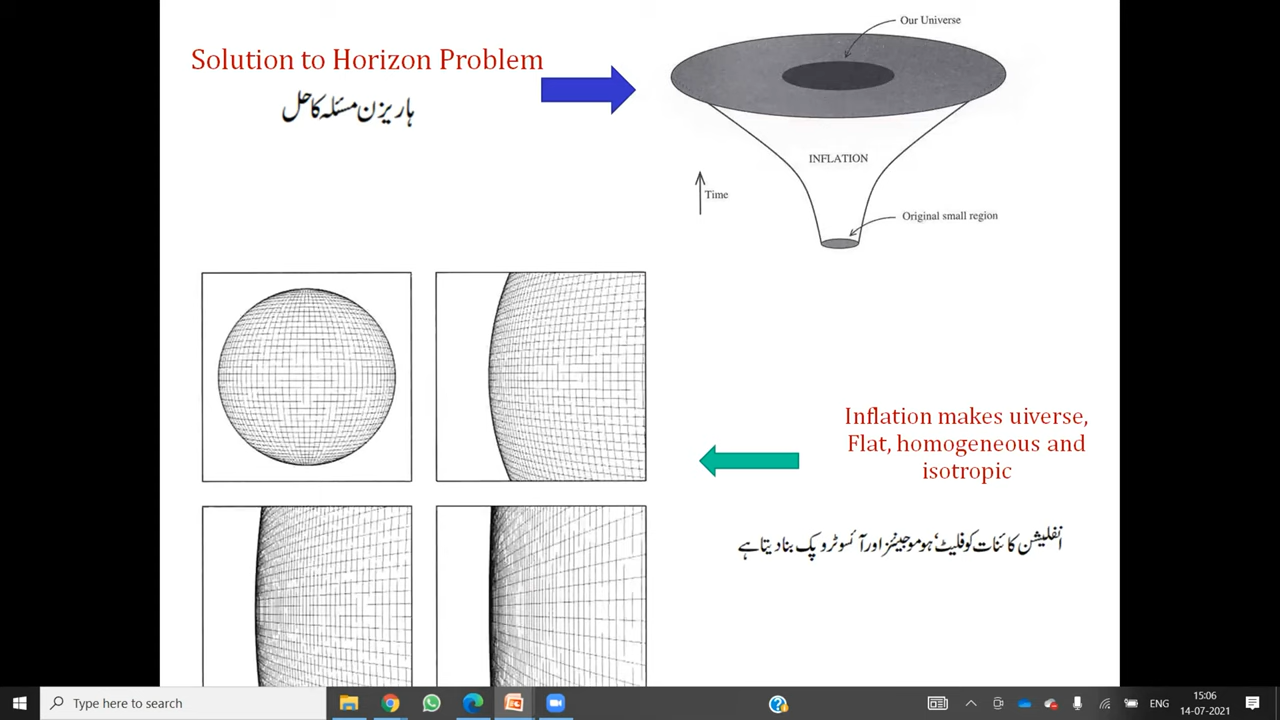 Our Universe
Solution to Horizon Problem
ہاریزن مسئلہ کا حل
INFLATION
Time
Original small region
Inflation makes uiverse,
Flat, homogeneous and
isotropic
انفلیشن کائنات کو فلیٹ، ہوموجینئز اور آئسوٹروپک بنا دیتا ہے
Type here to search
ENG
15:06
14-07-2021